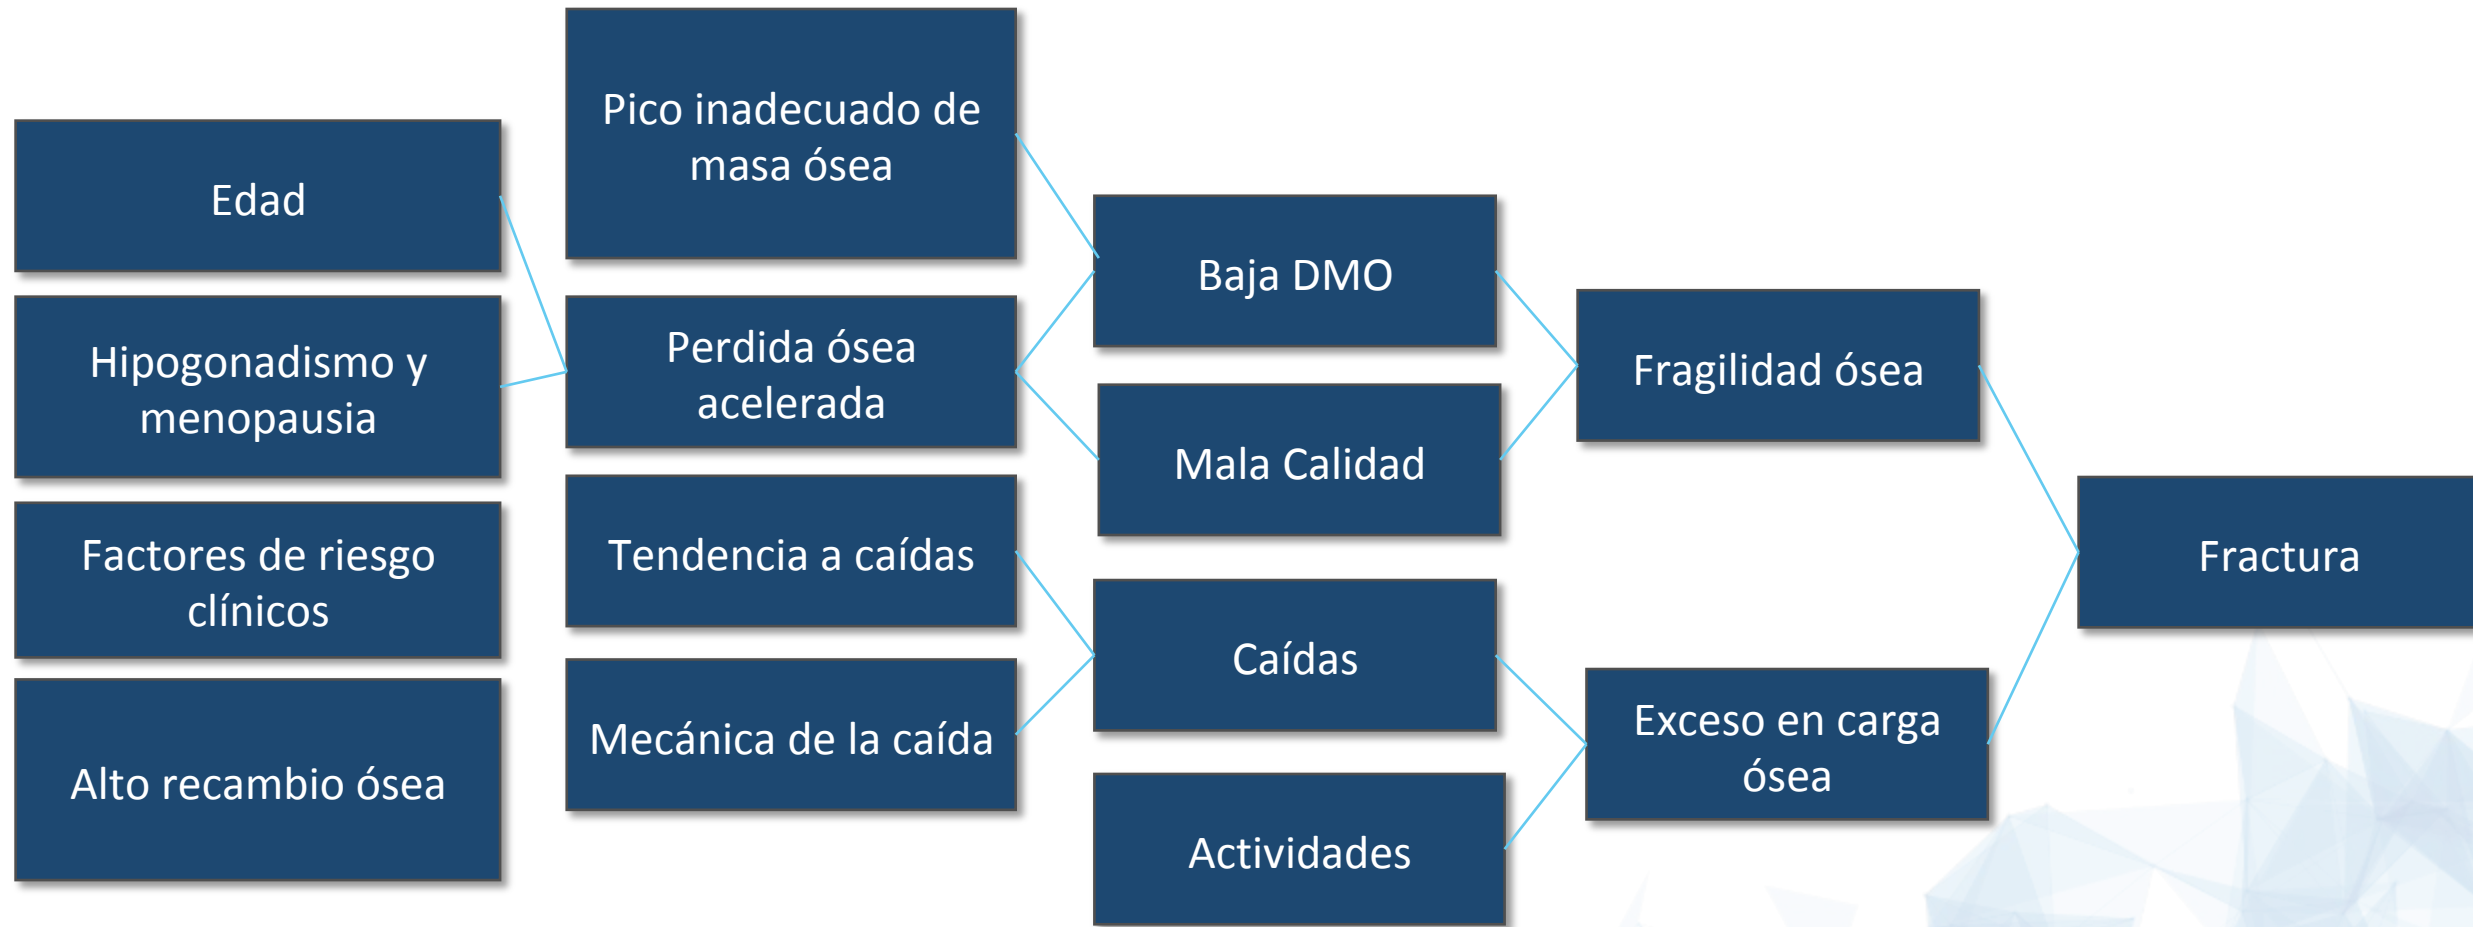 Edad
Hipogonadismo y
menopausia
Factores de riesgo
clínicos
Alto recambio ósea
Pico inadecuado de
masa ósea
Perdida ósea
acelerada
Tendencia a caídas
Mecánica de la caída
Baja DMO
Mala Calidad
Caídas
Actividades
Fragilidad ósea
Exceso en carga
ósea
Fractura